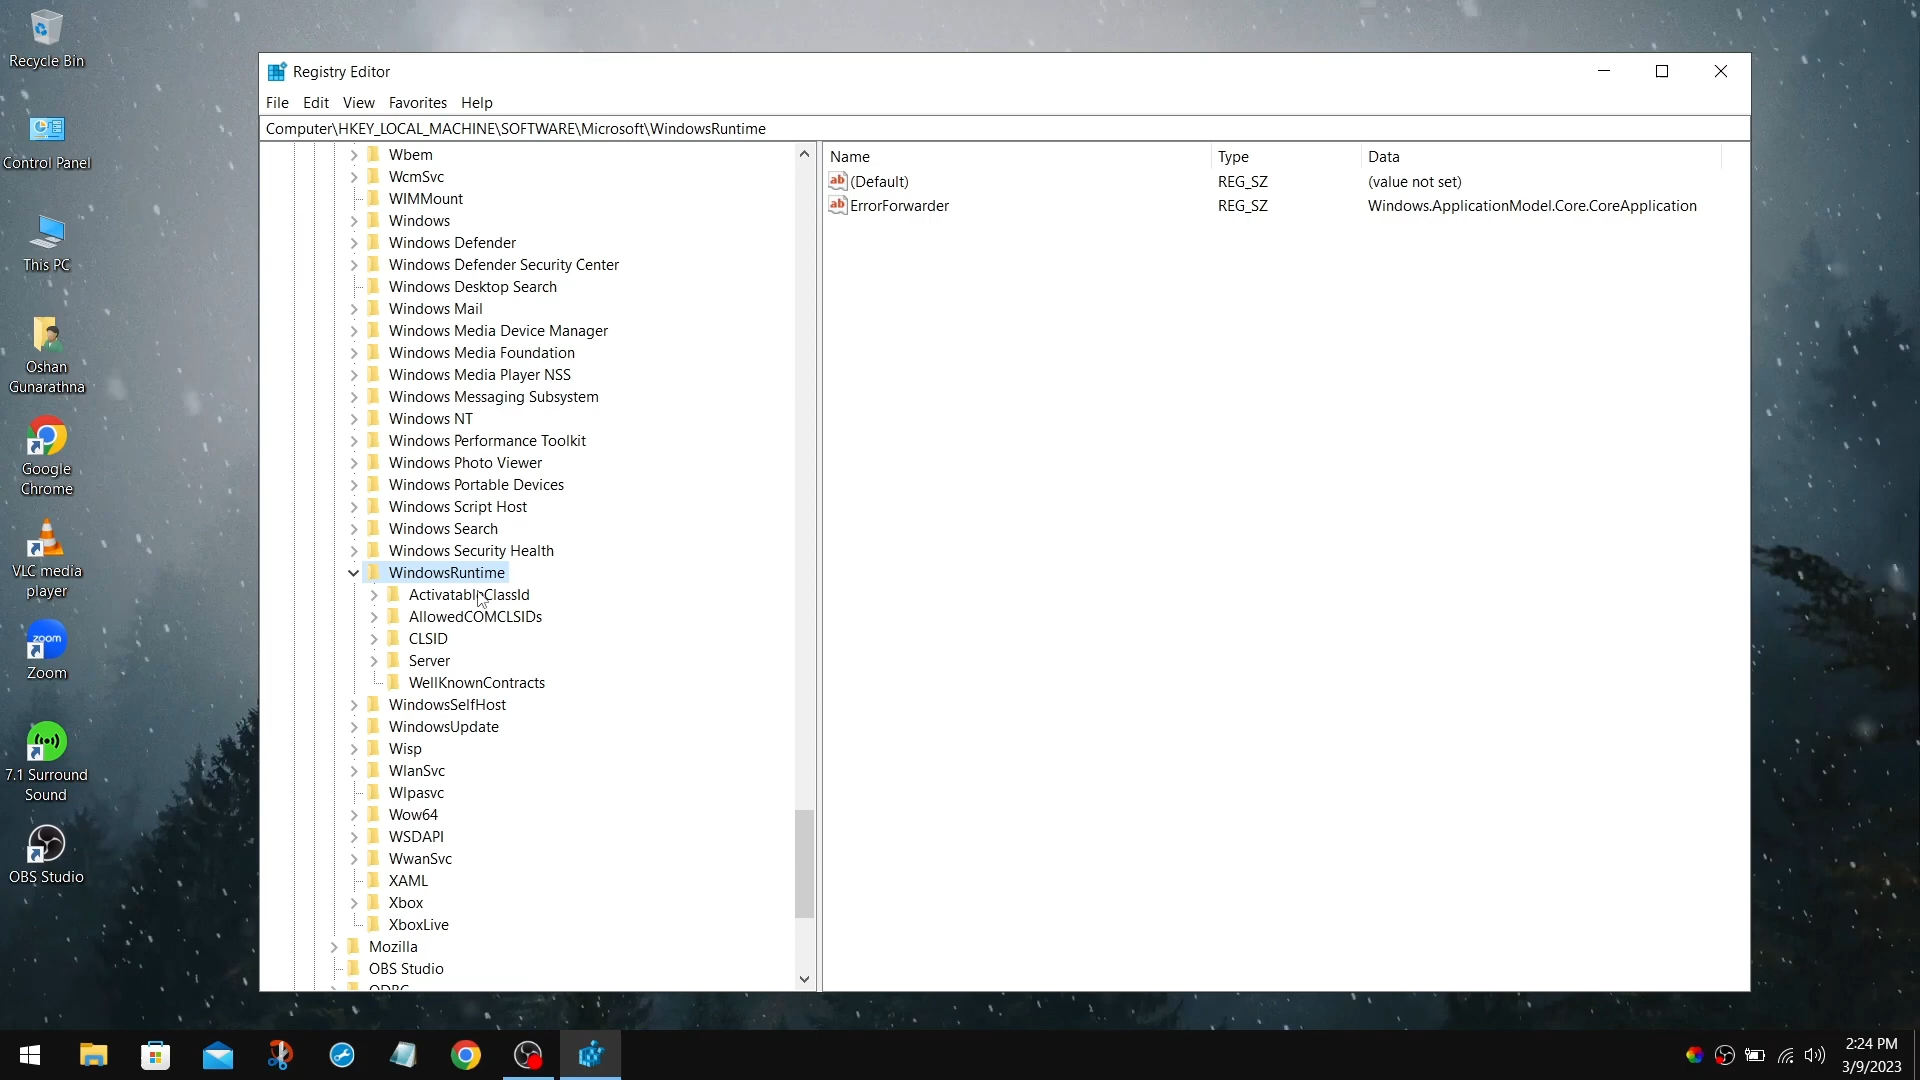 Recycle Bin
Control Panel
This PC
Oshan
Gunarathna
Google
Chrome
VLC media
player
zoom
Zoom
7.1 Surround
Sound
OBS Studio
Registry Editor
File Edit View Favorites Help
Computer\HKEY_LOCAL_MACHINE\SOFTWARE\Microsoft\WindowsRuntime
Wbem
WcmSvc
WIMMount
Windows
Windows Defender
Windows Defender Security Center
Windows Desktop Search
Windows Mail
Windows Media Device Manager
Windows Media Foundation
Windows Media Player NSS
Windows Messaging Subsystem
Windows NT
Windows Performance Toolkit
Windows Photo Viewer
Windows Portable Devices
Windows Script Host
Windows Search
Windows Security Health
WindowsRuntime
ActivatableClassId
AllowedCOMCLSIDs
CLSID
Server
WellKnownContracts
WindowsSelfHost
WindowsUpdate
Wisp
WlanSvc
Wlpasvc
Wow64
WSDAPI
WwanSvc
XAML
Xbox
XboxLive
Mozilla
OBS Studio
ODBC
Name Type Data
ab (Default) REG_SZ (value not set)
ab ErrorForwarder REG_SZ Windows.ApplicationModel.Core.CoreApplication
2:24 PM
3/9/2023